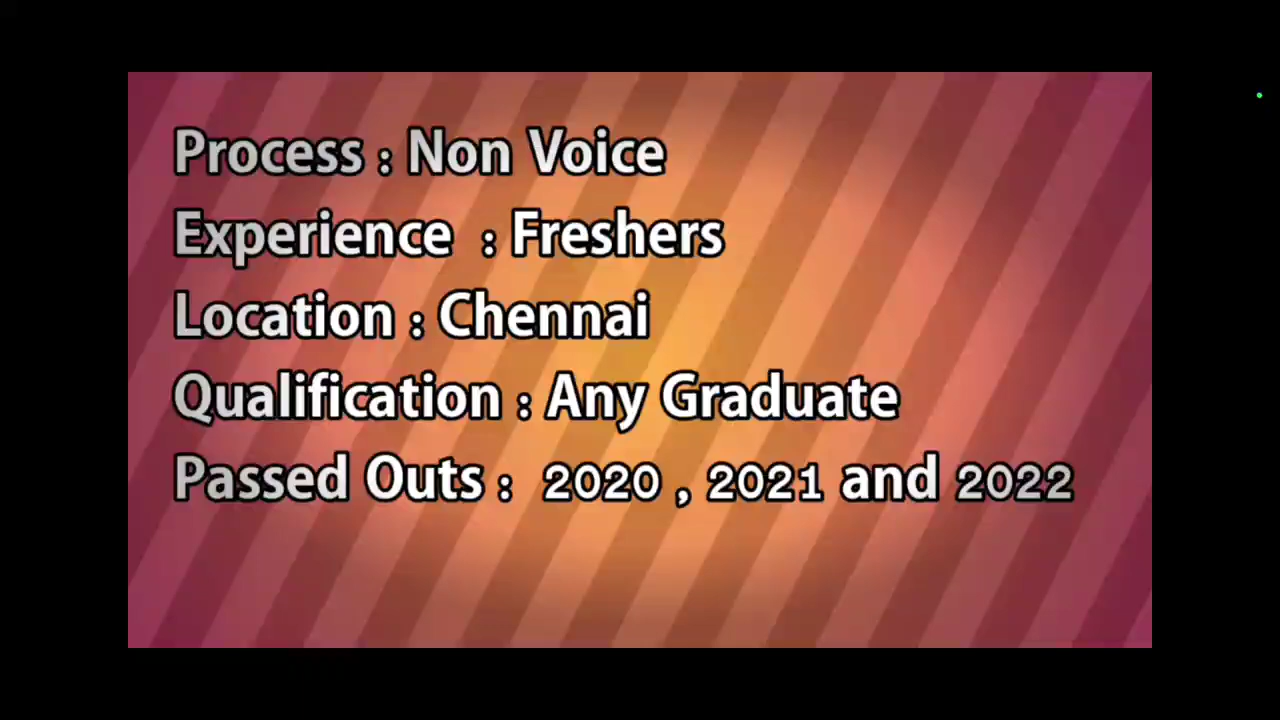 Process : Non Voice
Experience : Freshers
Location : Chennai
Qualification : Any Graduate
Passed Outs : 2020 , 2021 and 2022